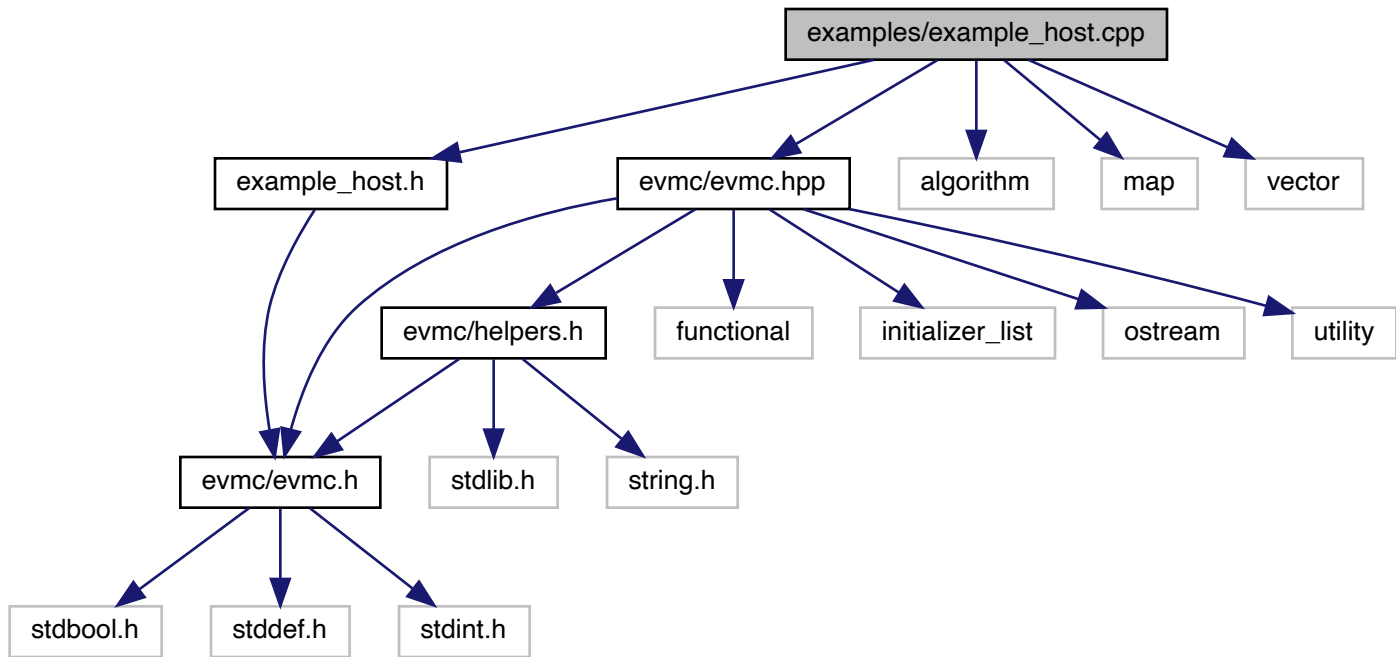 examples/example_host.cpp
example_host.h
evmc/evmc.hpp
algorithm
map
vector
evmc/helpers.h
functional
initializer_list
ostream
utility
evmc/evmc.h
stdlib.h
string.h
stdbool.h
stddef.h
stdint.h